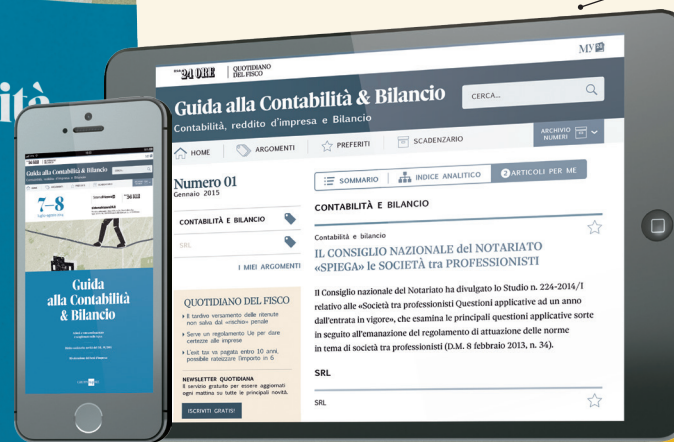 ità
24 ORE
QUOTIDIANO
DEL FISCO
MY24
Guida alla Contabilità & Bilancio
Contabilità, reddito d'impresa e Bilancio
CERCA...
HOME
ARGOMENTI
PREFERITI
SCADENZARIO
ARCHIVIO
NUMERI
Numero 01
Gennaio 2015
CONTABILITÀ E BILANCIO
SRL
I MIEI ARGOMENTI
QUOTIDIANO DEL FISCO
Il tardivo versamento delle ritenute
non salva dal «rischio» penale
Serve un regolamento Ue per dare
certezze alle imprese
L'exit tax va pagata entro 10 anni,
possibile rateizzare l'importo in 6
NEWSLETTER QUOTIDIANA
Il servizio gratuito per essere aggiornati
ogni mattina su tutte le principali novità.
ISCRIVITI GRATIS!
SOMMARIO
INDICE ANALITICO
2 ARTICOLI PER ME
CONTABILITÀ E BILANCIO
Contabilità e bilancio
IL CONSIGLIO NAZIONALE del NOTARIATO
«SPIEGA» le SOCIETÀ tra PROFESSIONISTI
Il Consiglio nazionale del Notariato ha divulgato lo Studio n. 224-2014/I
relativo alle «Società tra professionisti Questioni applicative ad un anno
dall'entrata in vigore», che esamina le principali questioni applicative sorte
in seguito all'emanazione del regolamento di attuazione delle norme
in tema di società tra professionisti (D.M. 8 febbraio 2013, n. 34).
SRL
SRL
Guida alla Contabilità & Bilancio
7–8
24 ORE
Guida
alla Contabilità
& Bilancio